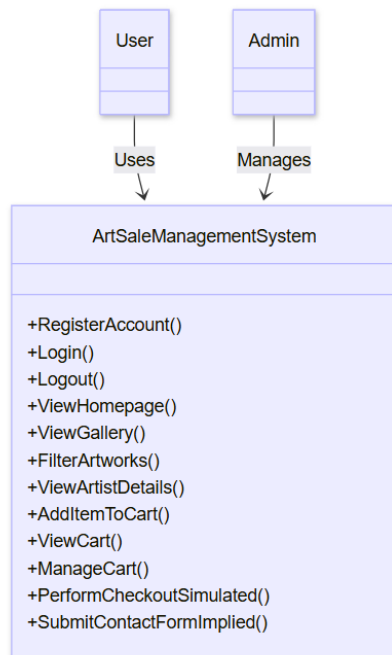 User
Admin
Uses
Manages
ArtSaleManagementSystem
+RegisterAccount()
+Login()
+Logout()
+ViewHomepage()
+ViewGallery()
+FilterArtworks()
+ViewArtistDetails()
+AddItemToCart()
+ViewCart()
+ManageCart()
+PerformCheckoutSimulated()
+SubmitContactFormImplied()